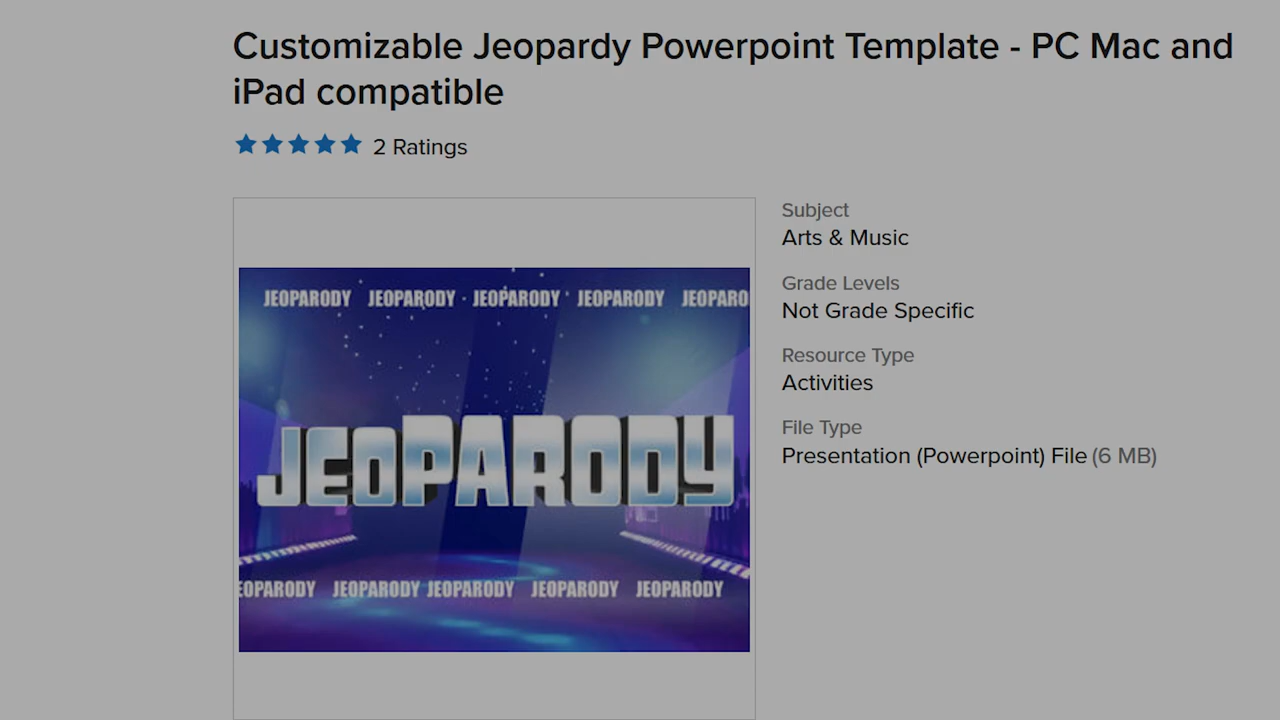 Customizable Jeopardy Powerpoint Template - PC Mac and
iPad compatible
2 Ratings
JEOPARODY JEOPARODY JEOPARODY JEOPARODY JEOPARO
JEOPARODY
EOPARODY JEOPARODY JEOPARODY JEOPARODY JEOPARODY
Subject
Arts & Music
Grade Levels
Not Grade Specific
Resource Type
Activities
File Type
Presentation (Powerpoint) File (6 MB)